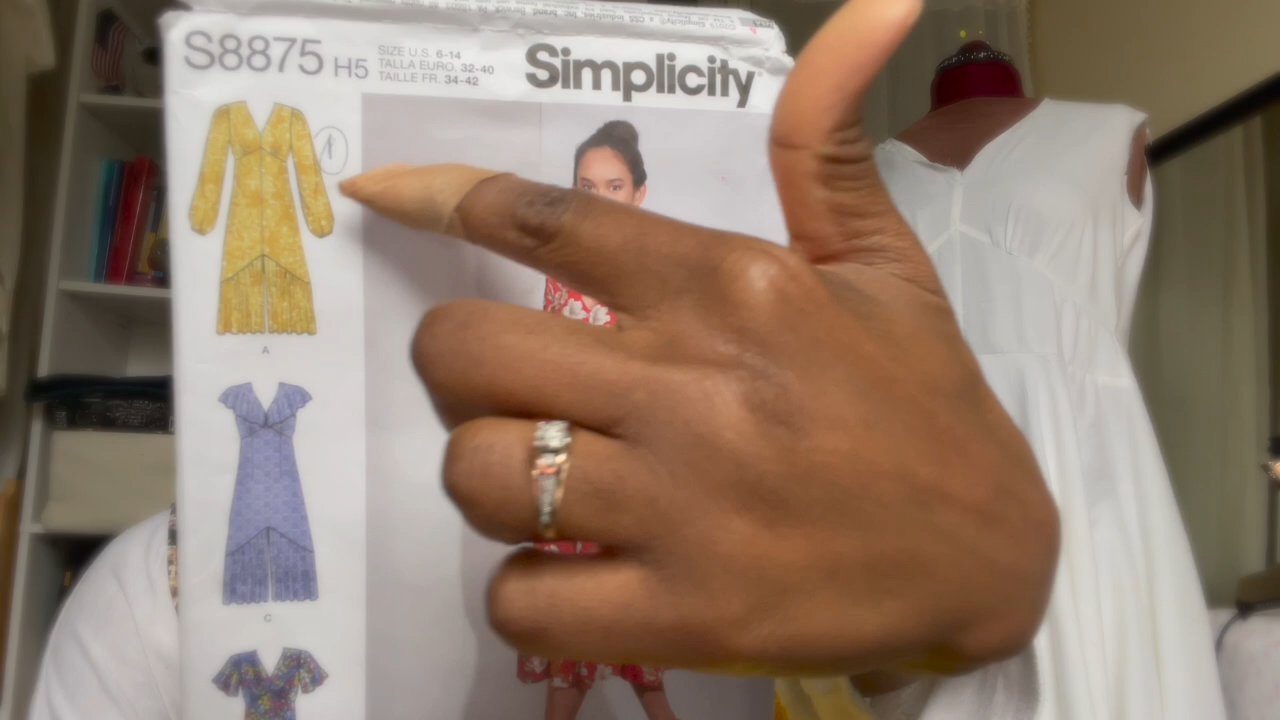 S8875 H5
SIZE U.S. 6-14
TALLA EURO. 32-40
TAILLE FR. 34-42
Simplicity
A
C